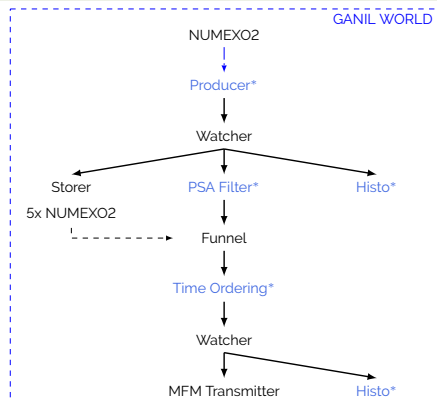 GANIL WORLD
NUMEXO2
Producer*
Watcher
Storer PSA Filter* Histo*
5x NUMEXO2
Funnel
Time Ordering*
Watcher
MFM Transmitter Histo*